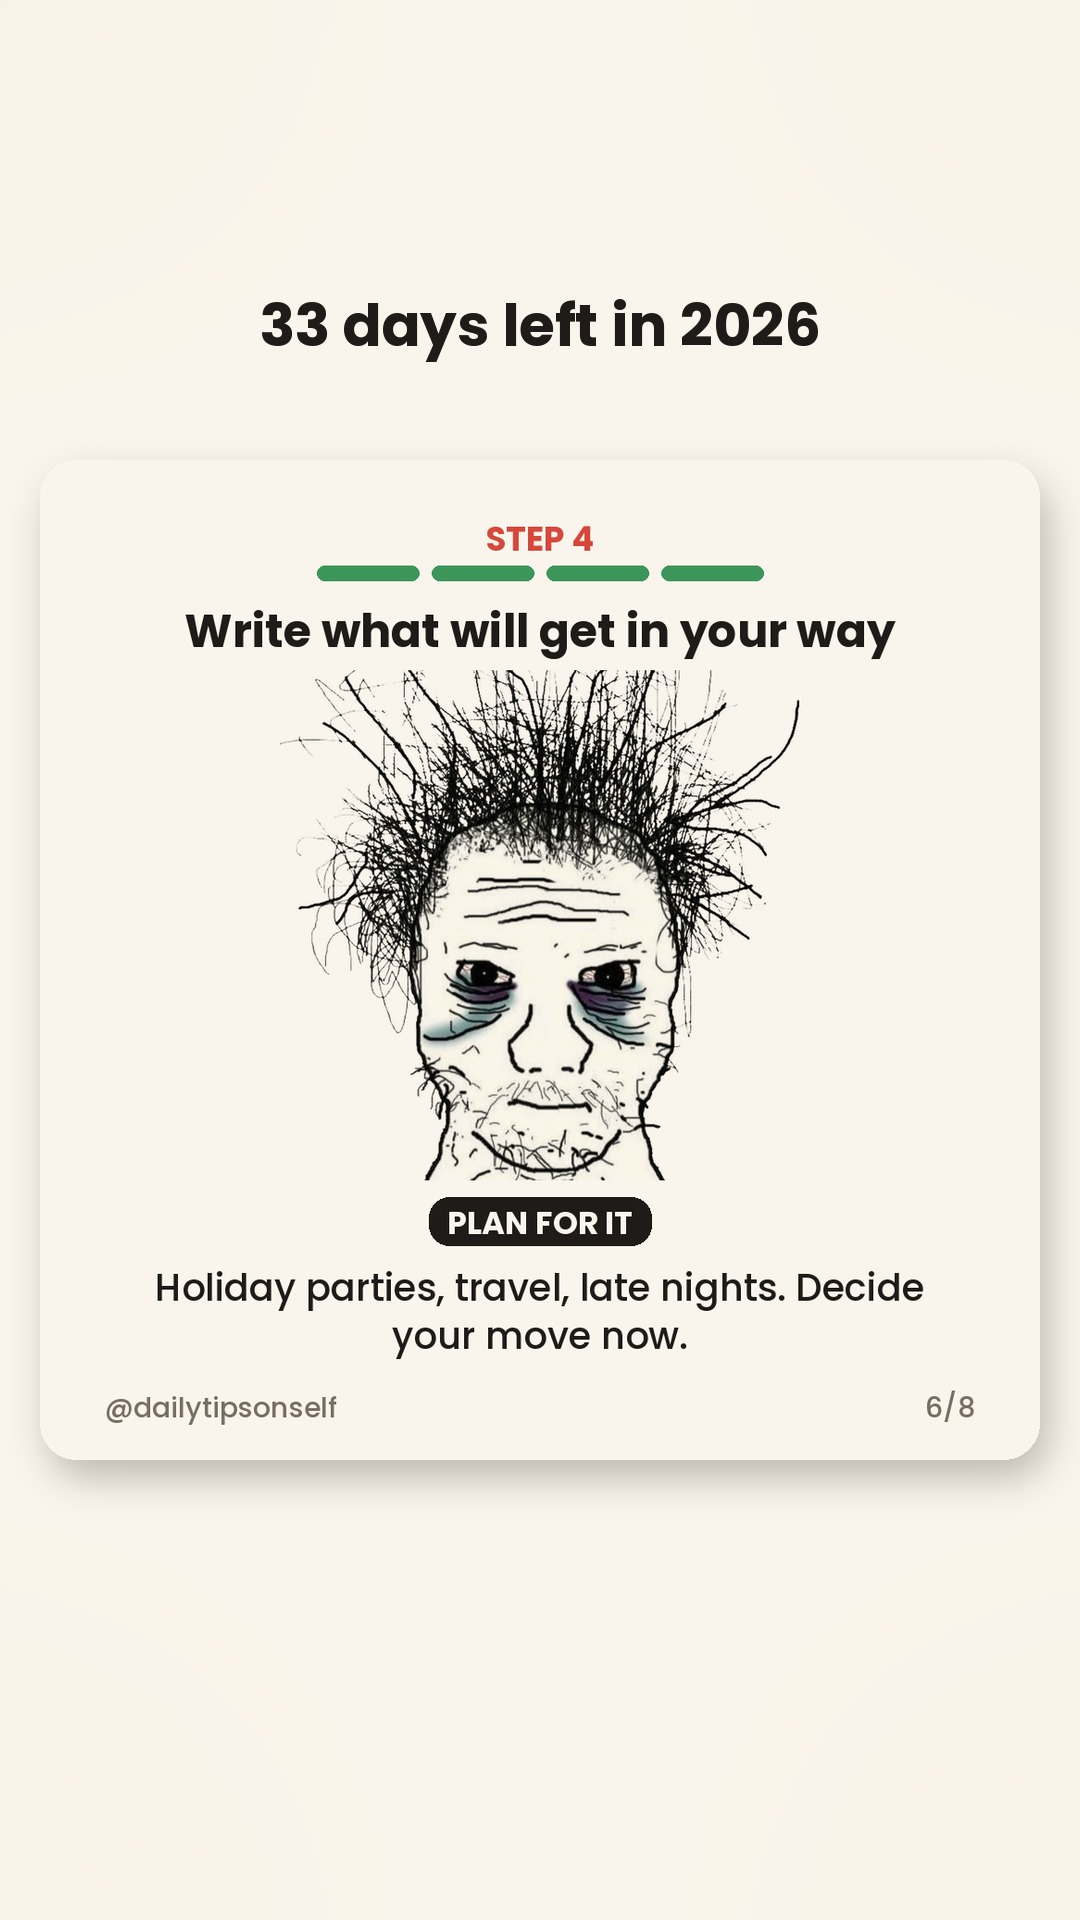 33 days left in 2026
STEP 4
Write what will get in your way
PLAN FOR IT
Holiday parties, travel, late nights. Decide
your move now.
@dailytipsonself
6/8